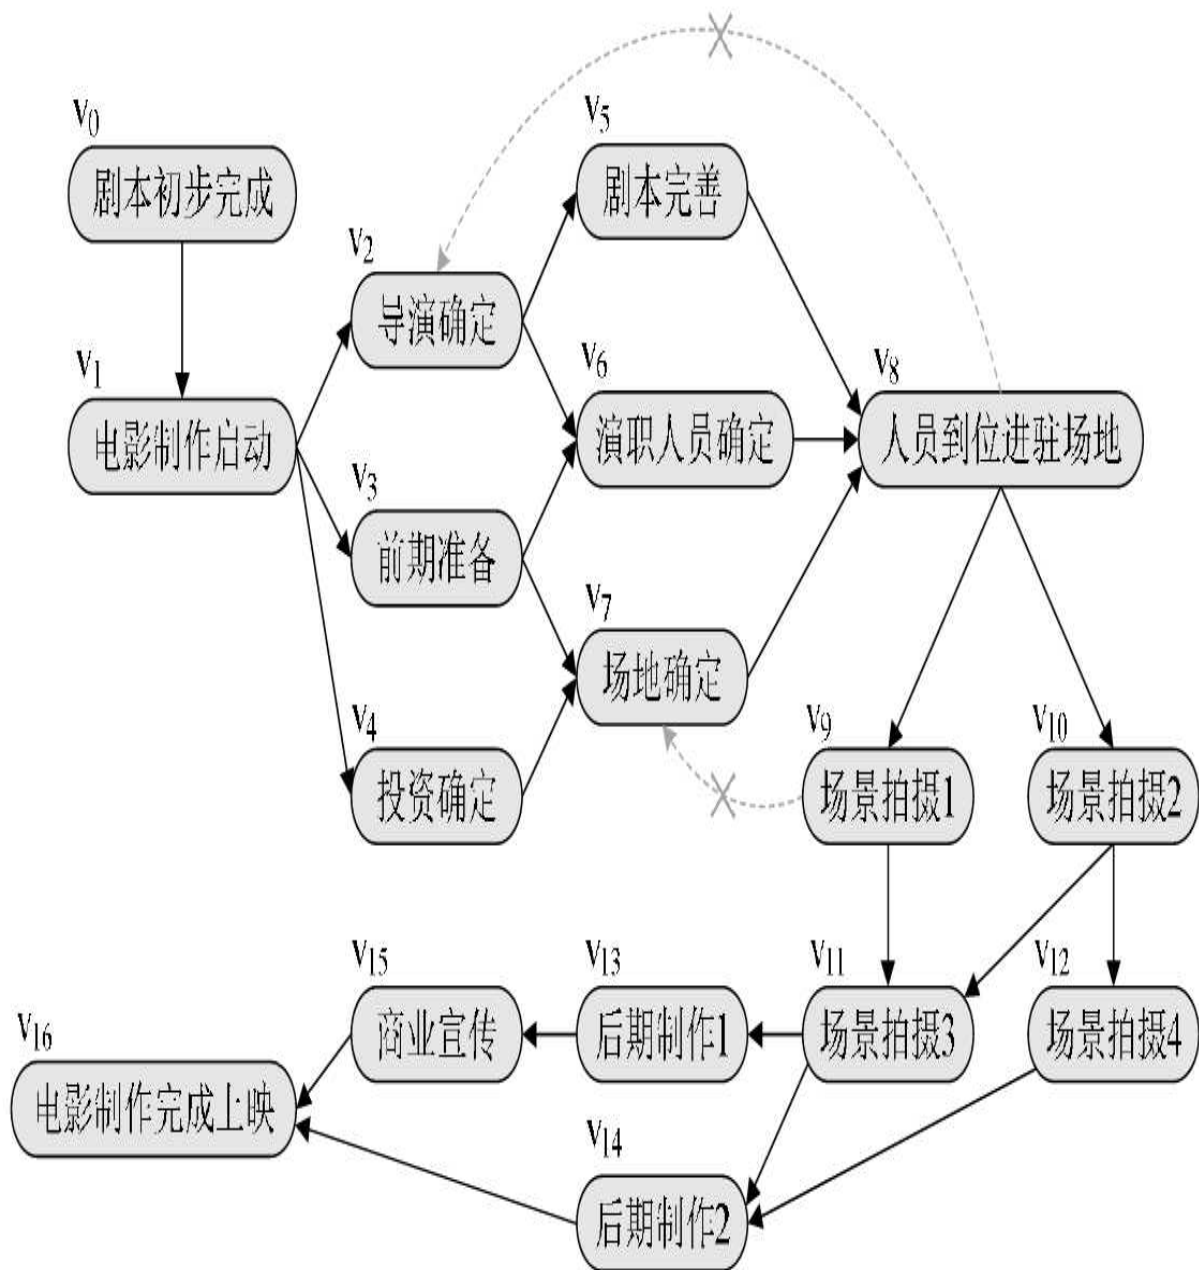 V0
剧本初步完成
V1
电影制作启动
V2
导演确定
V3
前期准备
V4
投资确定
V5
剧本完善
V6
演职人员确定
V7
场地确定
V8
人员到位进驻场地
V9
场景拍摄1
V10
场景拍摄2
V11
场景拍摄3
V12
场景拍摄4
V13
后期制作1
V14
后期制作2
V15
商业宣传
V16
电影制作完成上映